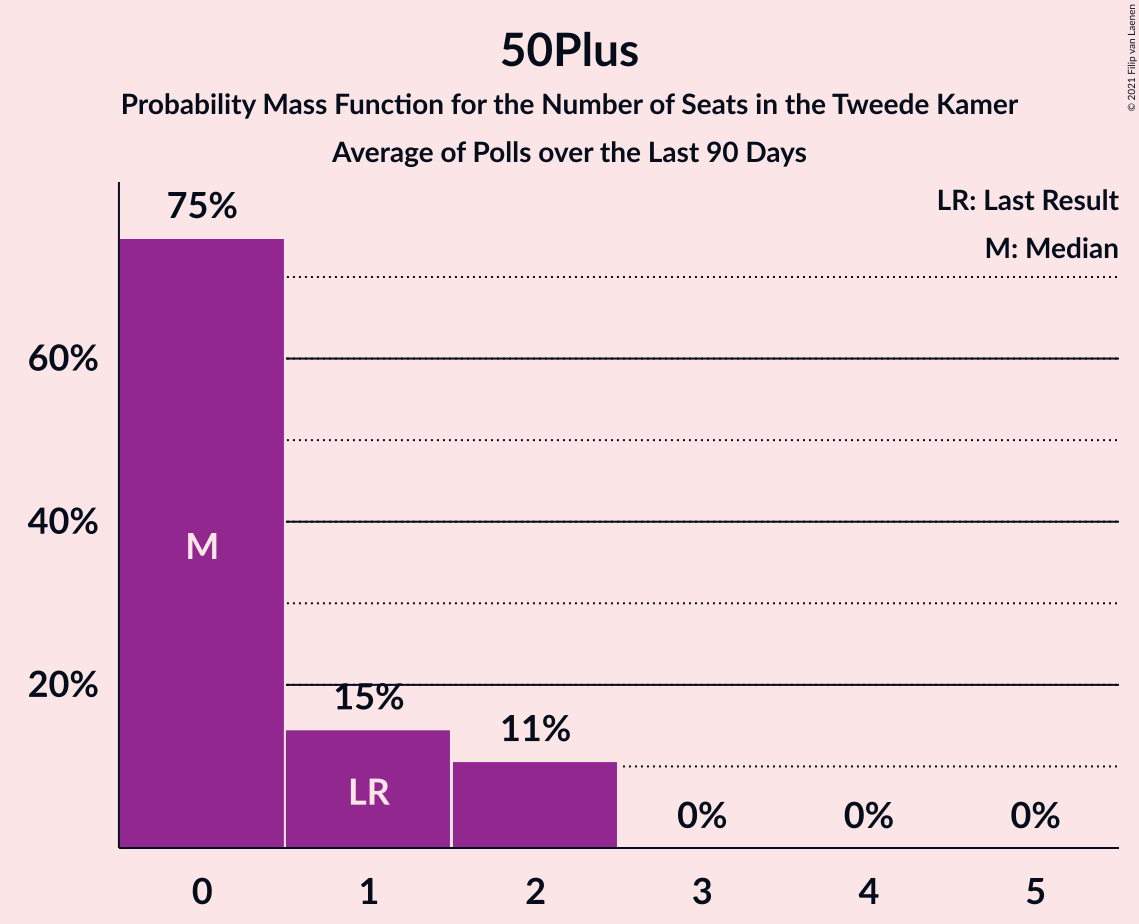 50Plus
Probability Mass Function for the Number of Seats in the Tweede Kamer
Average of Polls over the Last 90 Days
© 2021 Filip van Laenen
LR: Last Result
M: Median
75%
60%
40%
20%
M
15%
LR
11%
0%
0%
0%
0
1
2
3
4
5